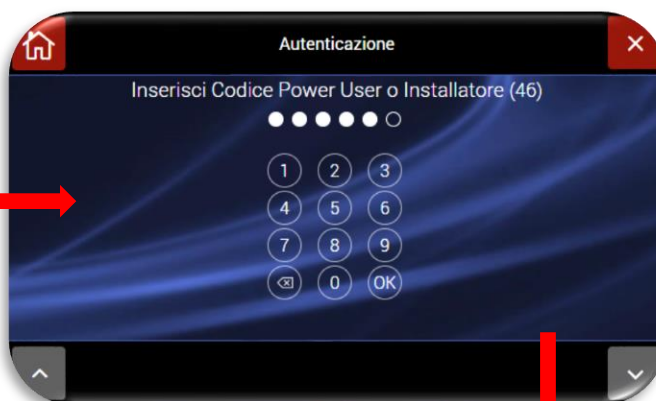 Autenticazione
Inserisci Codice Power User o Installatore (46)
1 2 3
4 5 6
7 8 9
0 OK